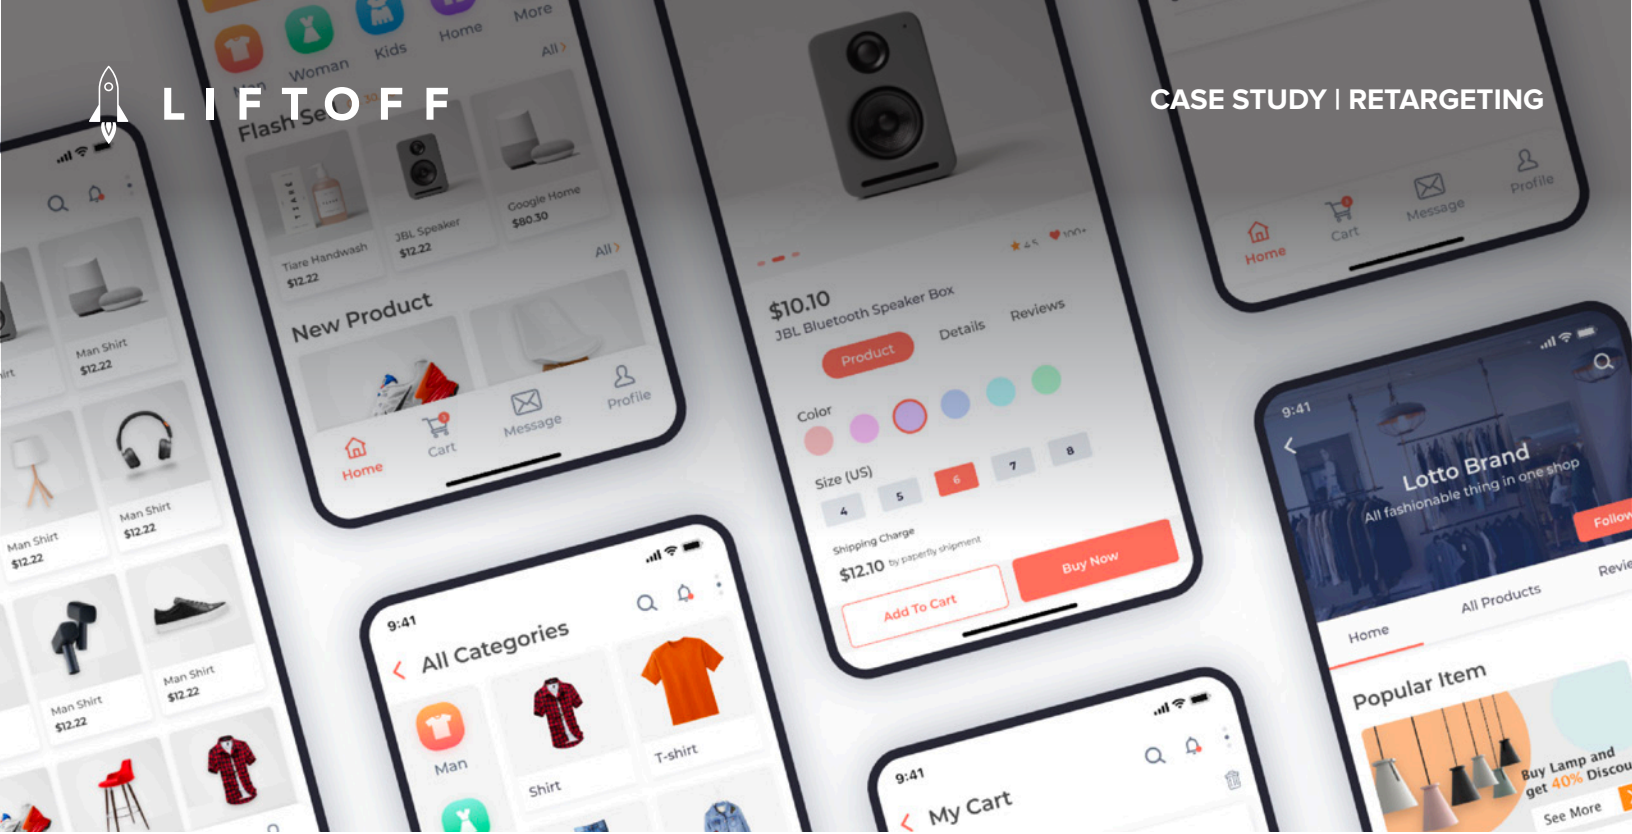 LIFTOFF
CASE STUDY | RETARGETING
Man Shirt
$12.22
Man Shirt
$12.22
Man Shirt
$12.22
Man Shirt
$12.22
Man Shirt
$12.22
Man
Woman
Kids
Home
More
All
Flash
Tiare Handwash
$12.22
JBL Speaker
$12.22
Google Home
$80.30
All
New Product
Home
Cart
Message
Profile
9:41
All Categories
Man
Shirt
T-shirt
100+
$10.10
JBL Bluetooth Speaker Box
Product
Details
Reviews
Color
Size (US)
4
5
6
7
8
Shipping Charge
$12.10 by paperfly shipment
Add To Cart
Buy Now
9:41
My Cart
Home
Cart
Message
Profile
9:41
Lotto Brand
All fashionable thing in one shop
Follow
Home
All Products
Revie
Popular Item
Buy Lamp and
get 40% Discou
See More